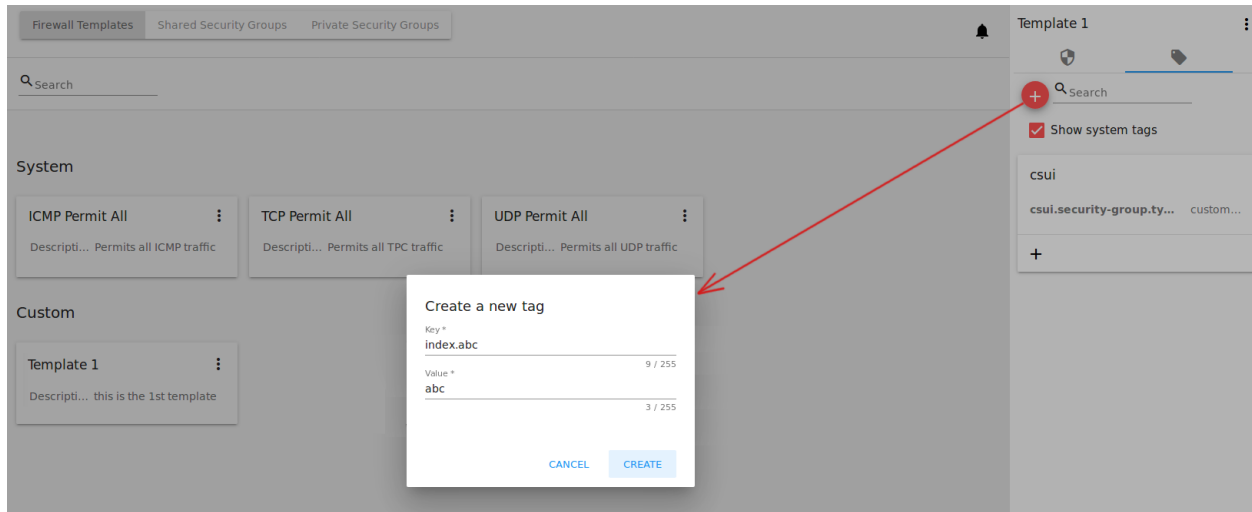 Firewall Templates Shared Security Groups Private Security Groups
Search
System
ICMP Permit All
Descripti... Permits all ICMP traffic
TCP Permit All
Descripti... Permits all TPC traffic
UDP Permit All
Descripti... Permits all UDP traffic
Custom
Template 1
Descripti... this is the 1st template
Create a new tag
Key *
index.abc
9 / 255
Value *
abc
3 / 255
CANCEL CREATE
Template 1
Search
Show system tags
csui
csui.security-group.ty... custom...